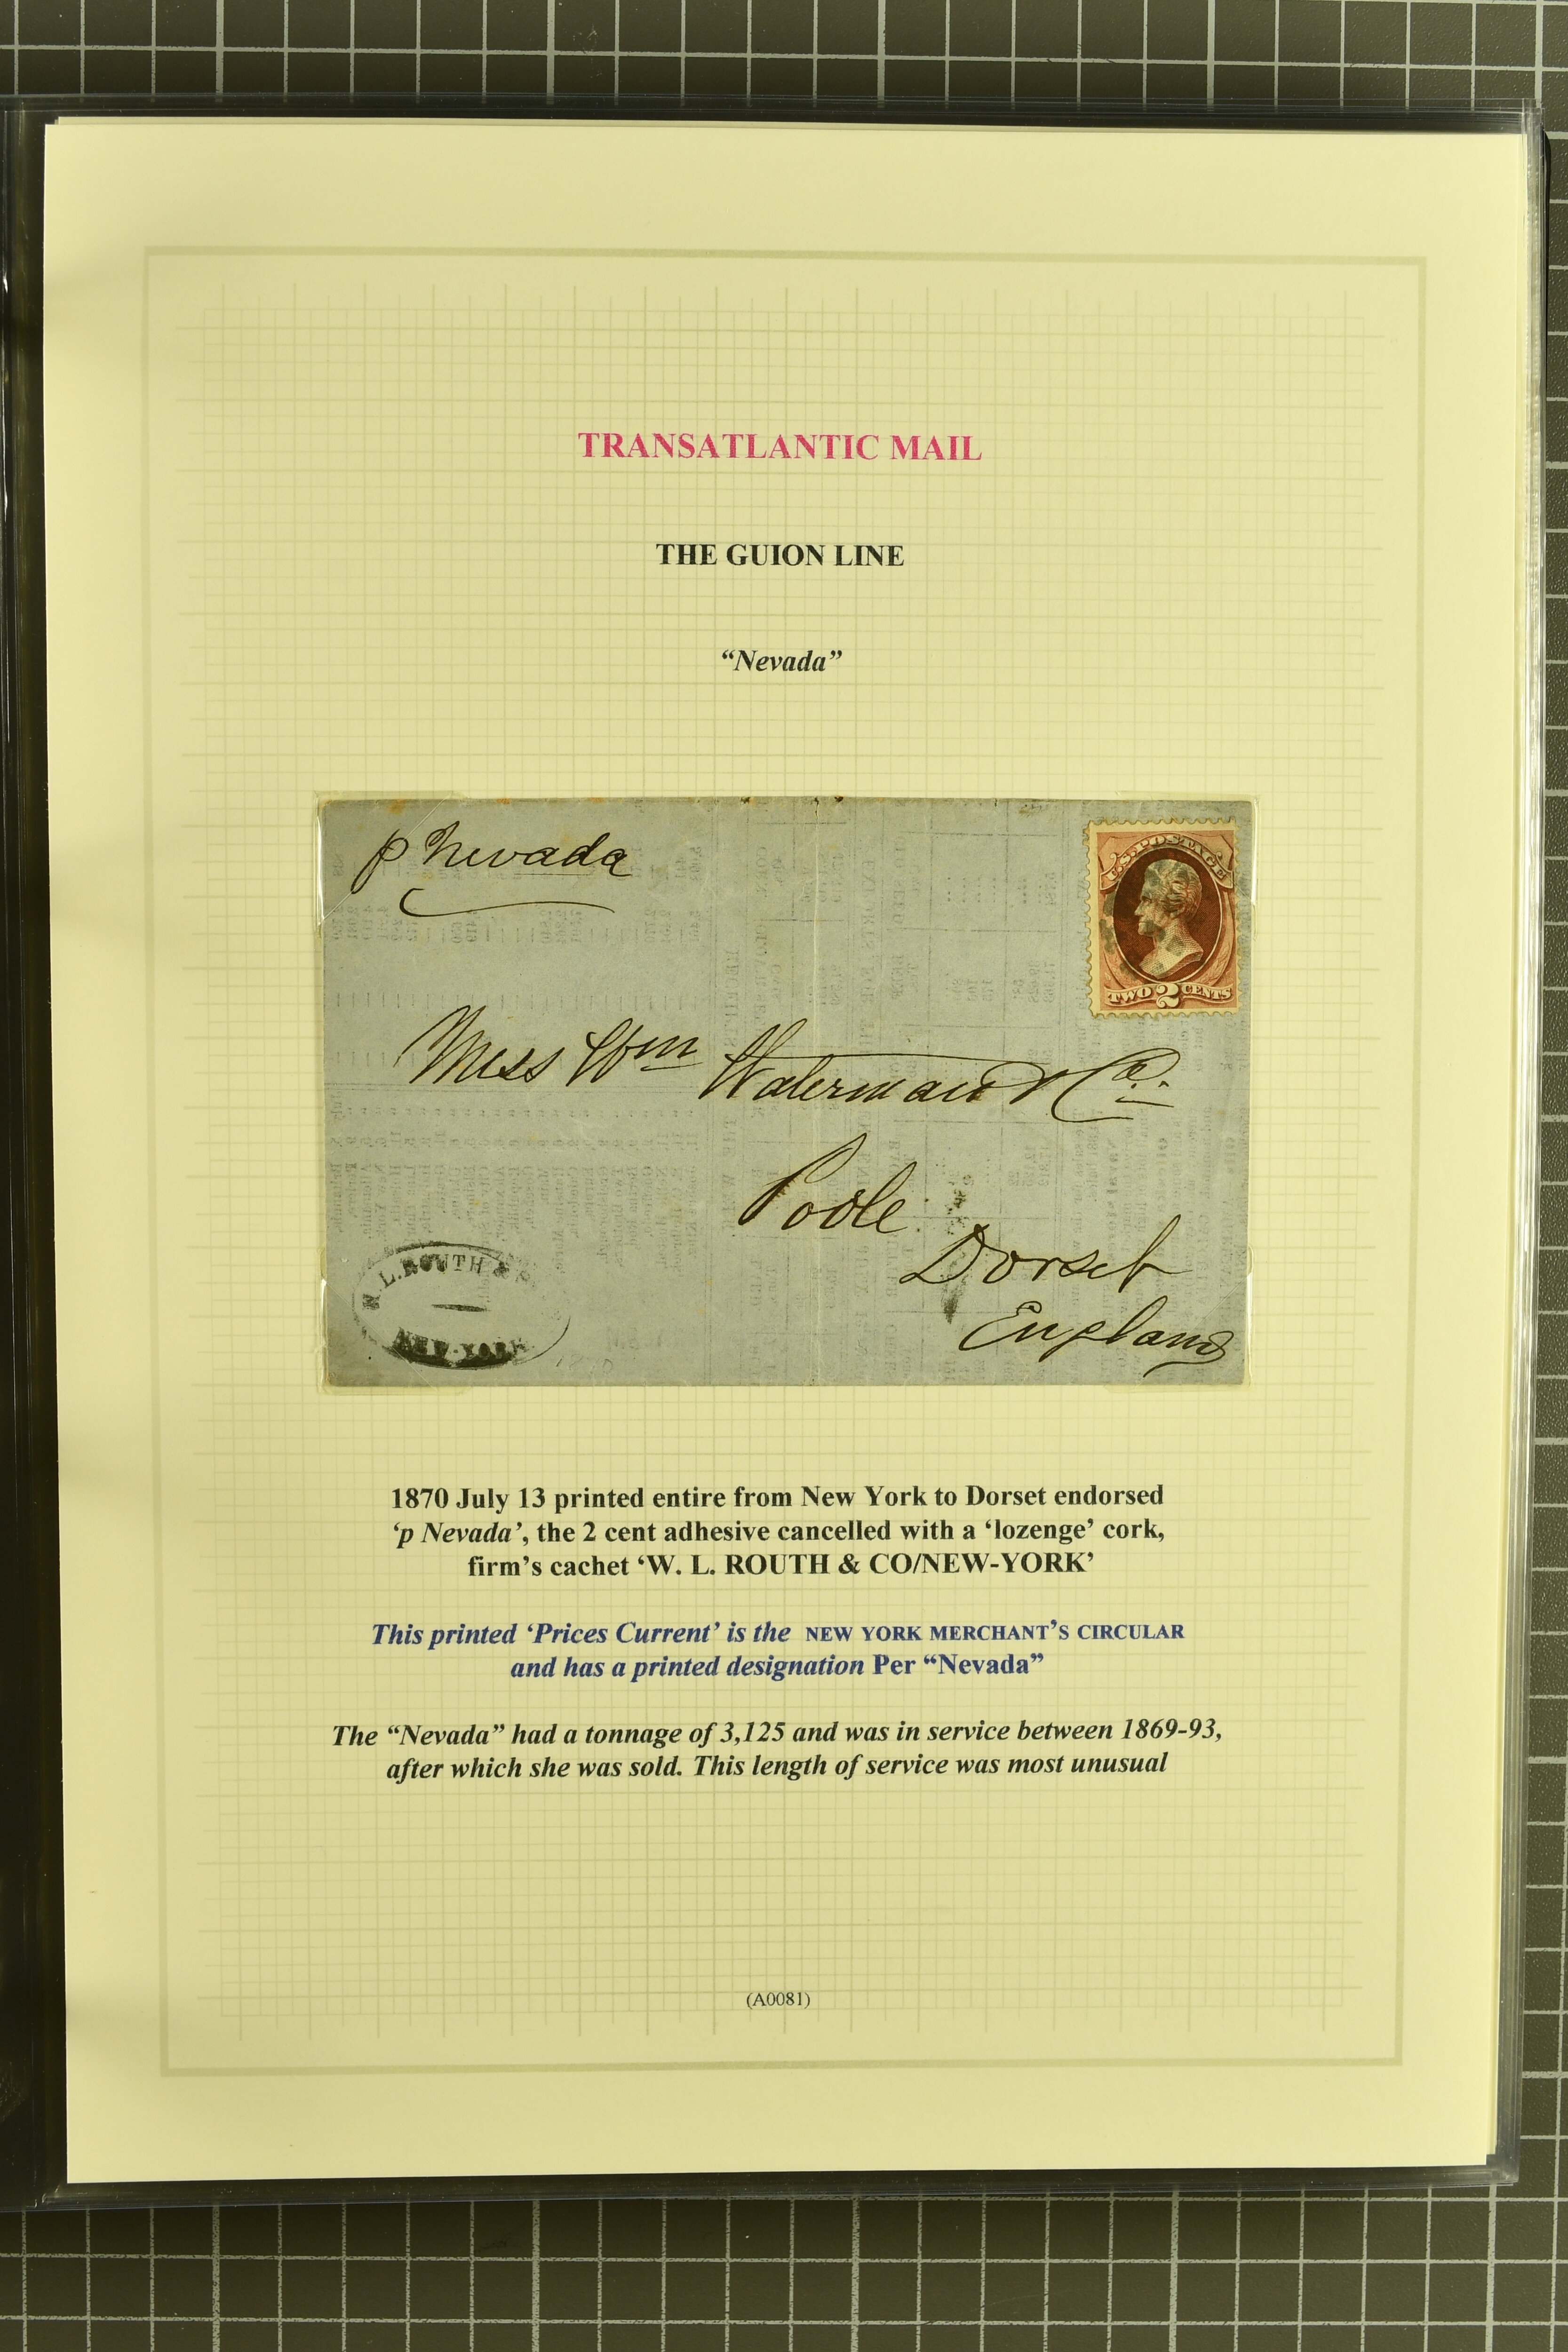 TRANSATLANTIC MAIL
THE GUION LINE
“Nevada”
p Nevada
U.S. POSTAGE
TWO 2 CENTS
Mess Wm Waterman & Co.
Poole
Dorset
England
L. ROUTH &
NEW-YORK
1870 July 13 printed entire from New York to Dorset endorsed
‘p Nevada’, the 2 cent adhesive cancelled with a ‘lozenge’ cork,
firm’s cachet ‘W. L. ROUTH & CO/NEW-YORK’
This printed ‘Prices Current’ is the NEW YORK MERCHANT’S CIRCULAR
and has a printed designation Per “Nevada”
The “Nevada” had a tonnage of 3,125 and was in service between 1869-93,
after which she was sold. This length of service was most unusual
(A0081)